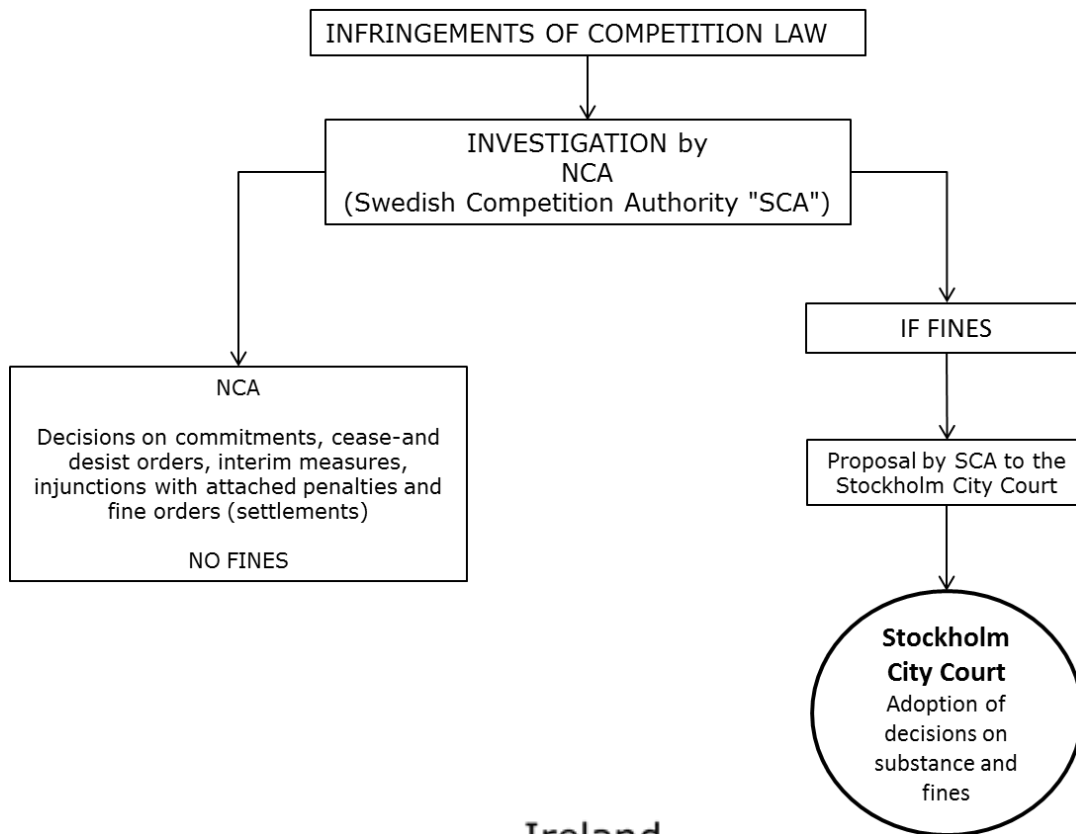 INFRINGEMENTS OF COMPETITION LAW
INVESTIGATION by
NCA
(Swedish Competition Authority "SCA")
IF FINES
NCA
Decisions on commitments, cease-and
desist orders, interim measures,
injunctions with attached penalties and
fine orders (settlements)
NO FINES
Proposal by SCA to the
Stockholm City Court
Stockholm
City Court
Adoption of
decisions on
substance and
fines
Ireland